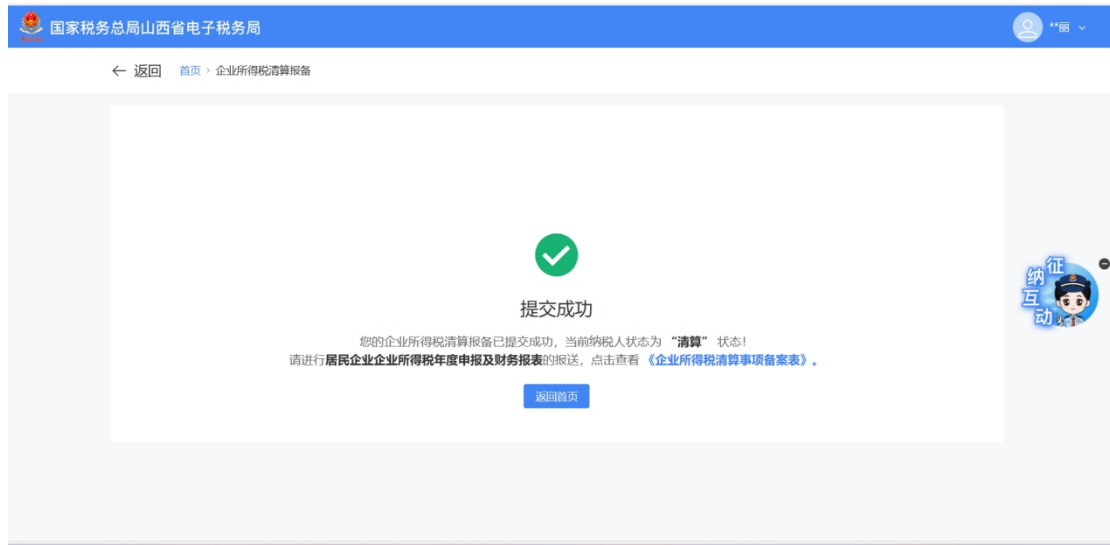 国家税务总局山西省电子税务局
**丽
返回 首页 > 企业所得税清算报备
征纳互动
提交成功
您的企业所得税清算报备已提交成功，当前纳税人状态为“清算”状态！
请进行居民企业企业所得税年度申报及财务报表的报送，点击查看《企业所得税清算事项备案表》。
返回首页